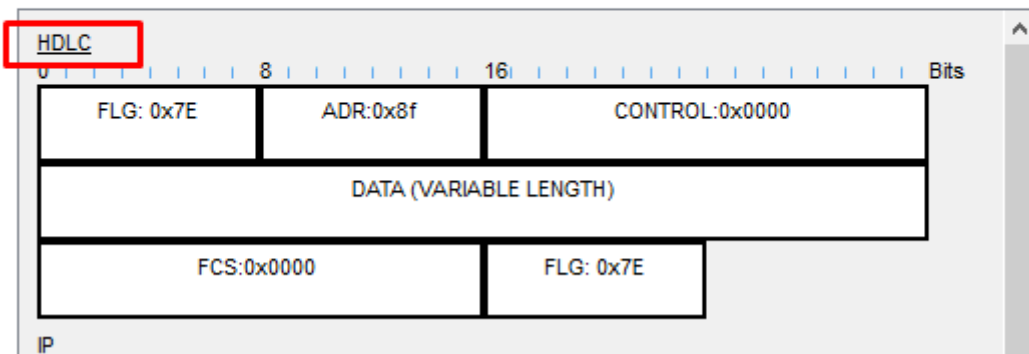 HDLC
0 8 16 Bits
FLG: 0x7E ADR:0x8f CONTROL:0x0000
DATA (VARIABLE LENGTH)
FCS:0x0000 FLG: 0x7E
IP